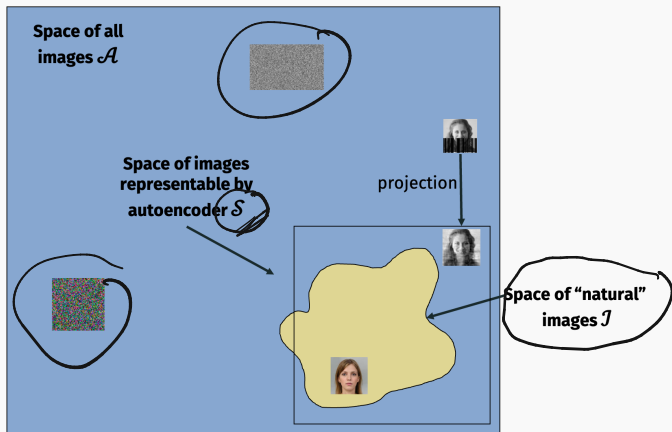 Space of all
images 𝒜
Space of images
representable by
autoencoder 𝒮
projection
Space of “natural”
images ℐ